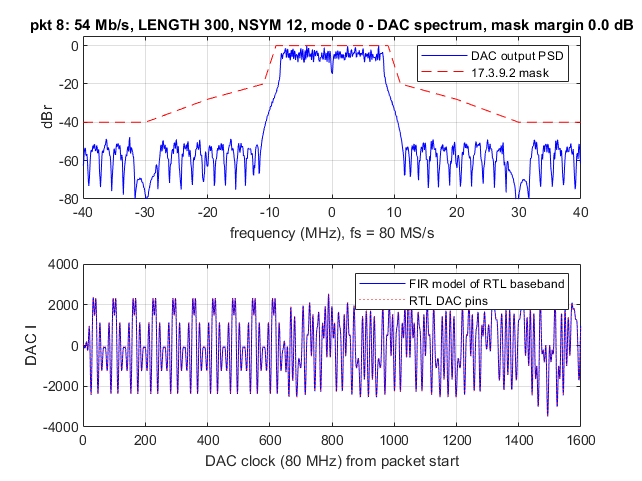 pkt 8: 54 Mb/s, LENGTH 300, NSYM 12, mode 0 - DAC spectrum, mask margin 0.0 dB
0
-20
-40
-60
-80
dBr
DAC output PSD
17.3.9.2 mask
-40 -30 -20 -10 0 10 20 30 40
frequency (MHz), fs = 80 MS/s
4000
2000
0
-2000
-4000
DAC I
FIR model of RTL baseband
RTL DAC pins
0 200 400 600 800 1000 1200 1400 1600
DAC clock (80 MHz) from packet start